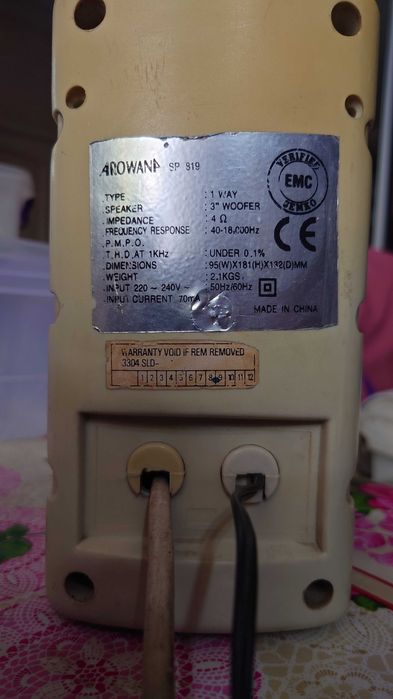 AROWANA SP 819
VERIFIED
EMC
DEMKO
TYPE : 1 WAY
SPEAKER : 3" WOOFER
IMPEDANCE : 4 Ω
FREQUENCY RESPONSE : 40-18,000Hz
P.M.P.O. :
T.H.D. AT 1KHz : UNDER 0.1%
DIMENSIONS : 95(W)X181(H)X132(D)MM
WEIGHT : 2.1KGS
INPUT 220 ~ 240V ~ 50Hz/60Hz
INPUT CURRENT 70mA
CE
MADE IN CHINA
WARRANTY VOID IF REM REMOVED
3304 SLD-
1 2 3 4 5 6 7 8 9 10 11 12